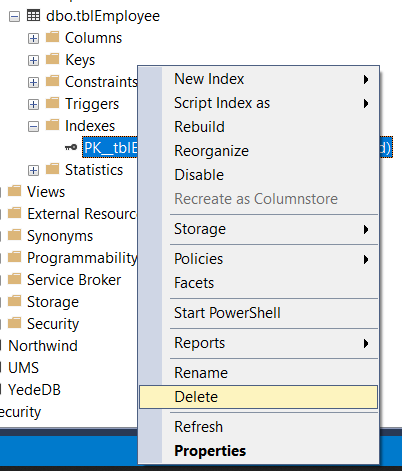 dbo.tblEmployee
Columns
Keys
Constraints
Triggers
Indexes
PK__tblE
d)
Statistics
Views
External Resourc
Synonyms
Programmability
Service Broker
Storage
Security
Northwind
UMS
YedeDB
ecurity
New Index
Script Index as
Rebuild
Reorganize
Disable
Recreate as Columnstore
Storage
Policies
Facets
Start PowerShell
Reports
Rename
Delete
Refresh
Properties